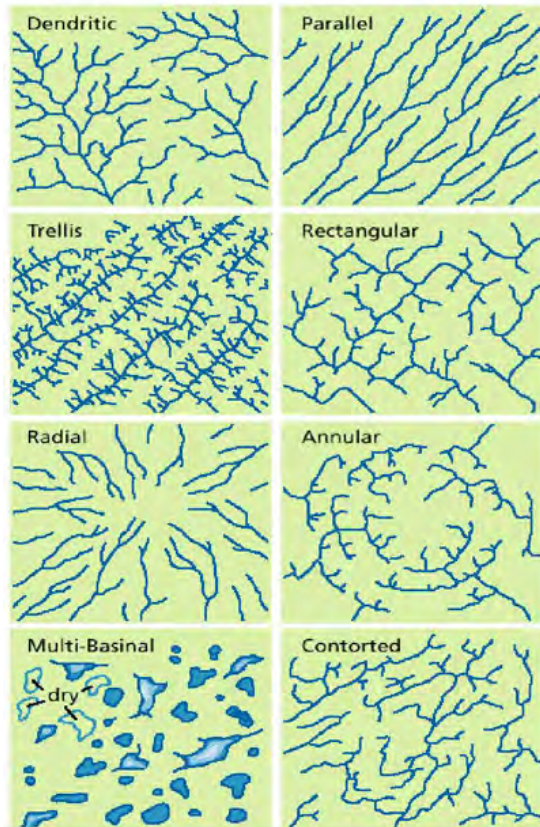 Dendritic
Parallel
Trellis
Rectangular
Radial
Annular
Multi-Basinal
dry
Contorted